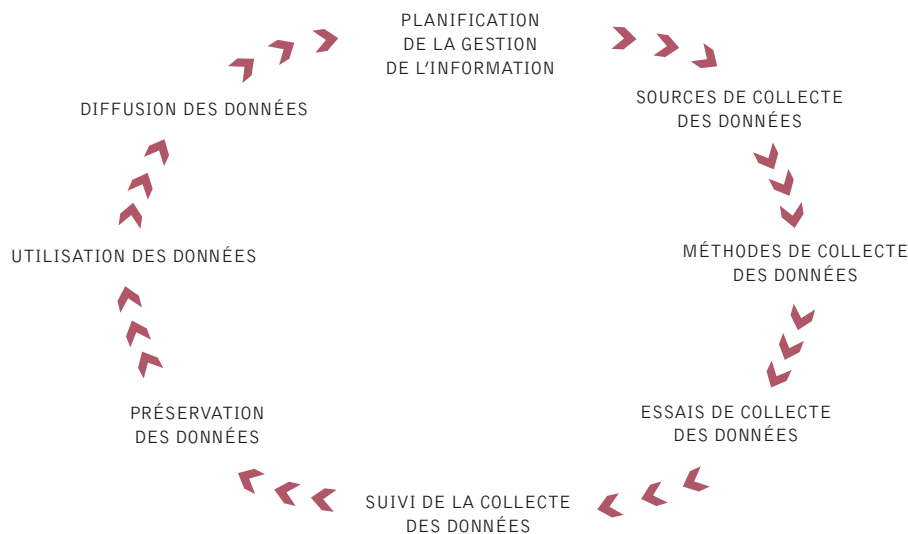 PLANIFICATION
DE LA GESTION
DE L'INFORMATION
SOURCES DE COLLECTE
DES DONNÉES
MÉTHODES DE COLLECTE
DES DONNÉES
ESSAIS DE COLLECTE
DES DONNÉES
SUIVI DE LA COLLECTE
DES DONNÉES
PRÉSERVATION
DES DONNÉES
UTILISATION DES DONNÉES
DIFFUSION DES DONNÉES